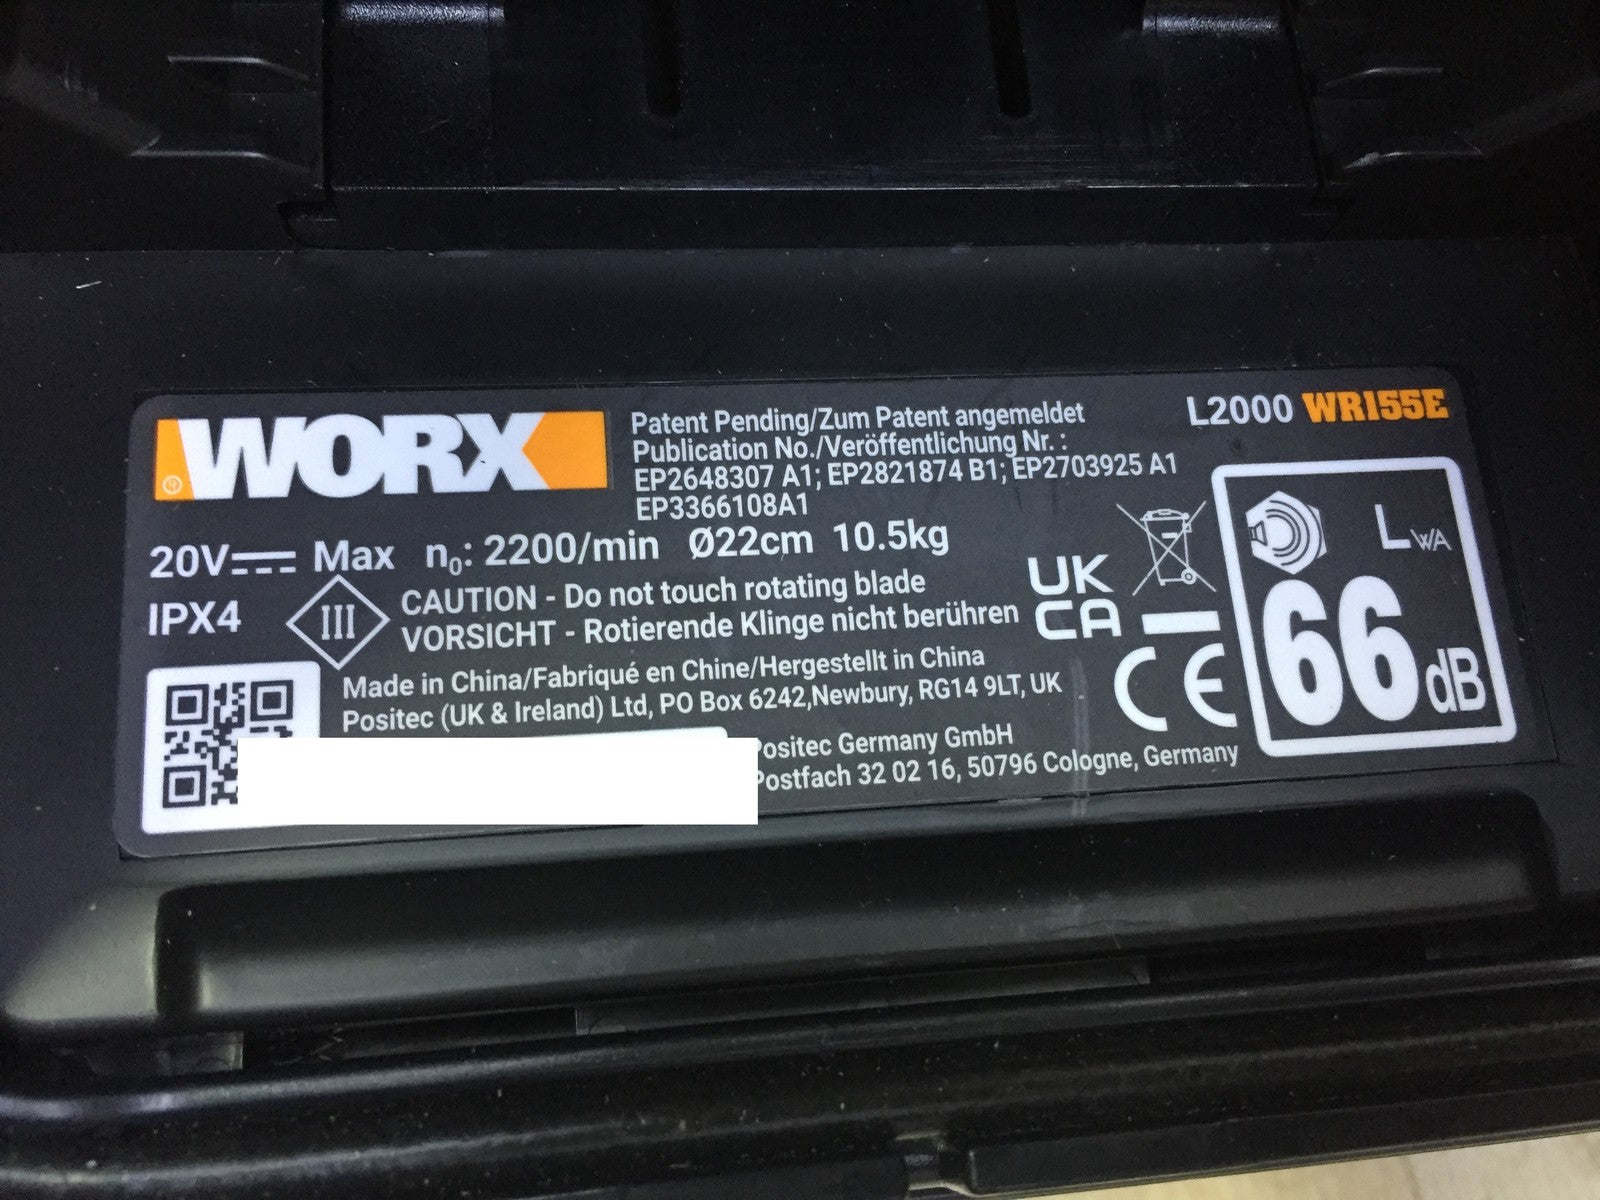 WORX
®
Patent Pending/Zum Patent angemeldet
Publication No./Veröffentlichung Nr. :
EP2648307 A1; EP2821874 B1; EP2703925 A1
EP3366108A1
L2000 WR155E
20V Max n₀: 2200/min Ø22cm 10.5kg
IPX4
III
CAUTION - Do not touch rotating blade
VORSICHT - Rotierende Klinge nicht berühren
Made in China/Fabriqué en Chine/Hergestellt in China
Positec (UK & Ireland) Ltd, PO Box 6242,Newbury, RG14 9LT, UK
Positec Germany GmbH
Postfach 32 02 16, 50796 Cologne, Germany
UK
CA
CE
LWA
66dB